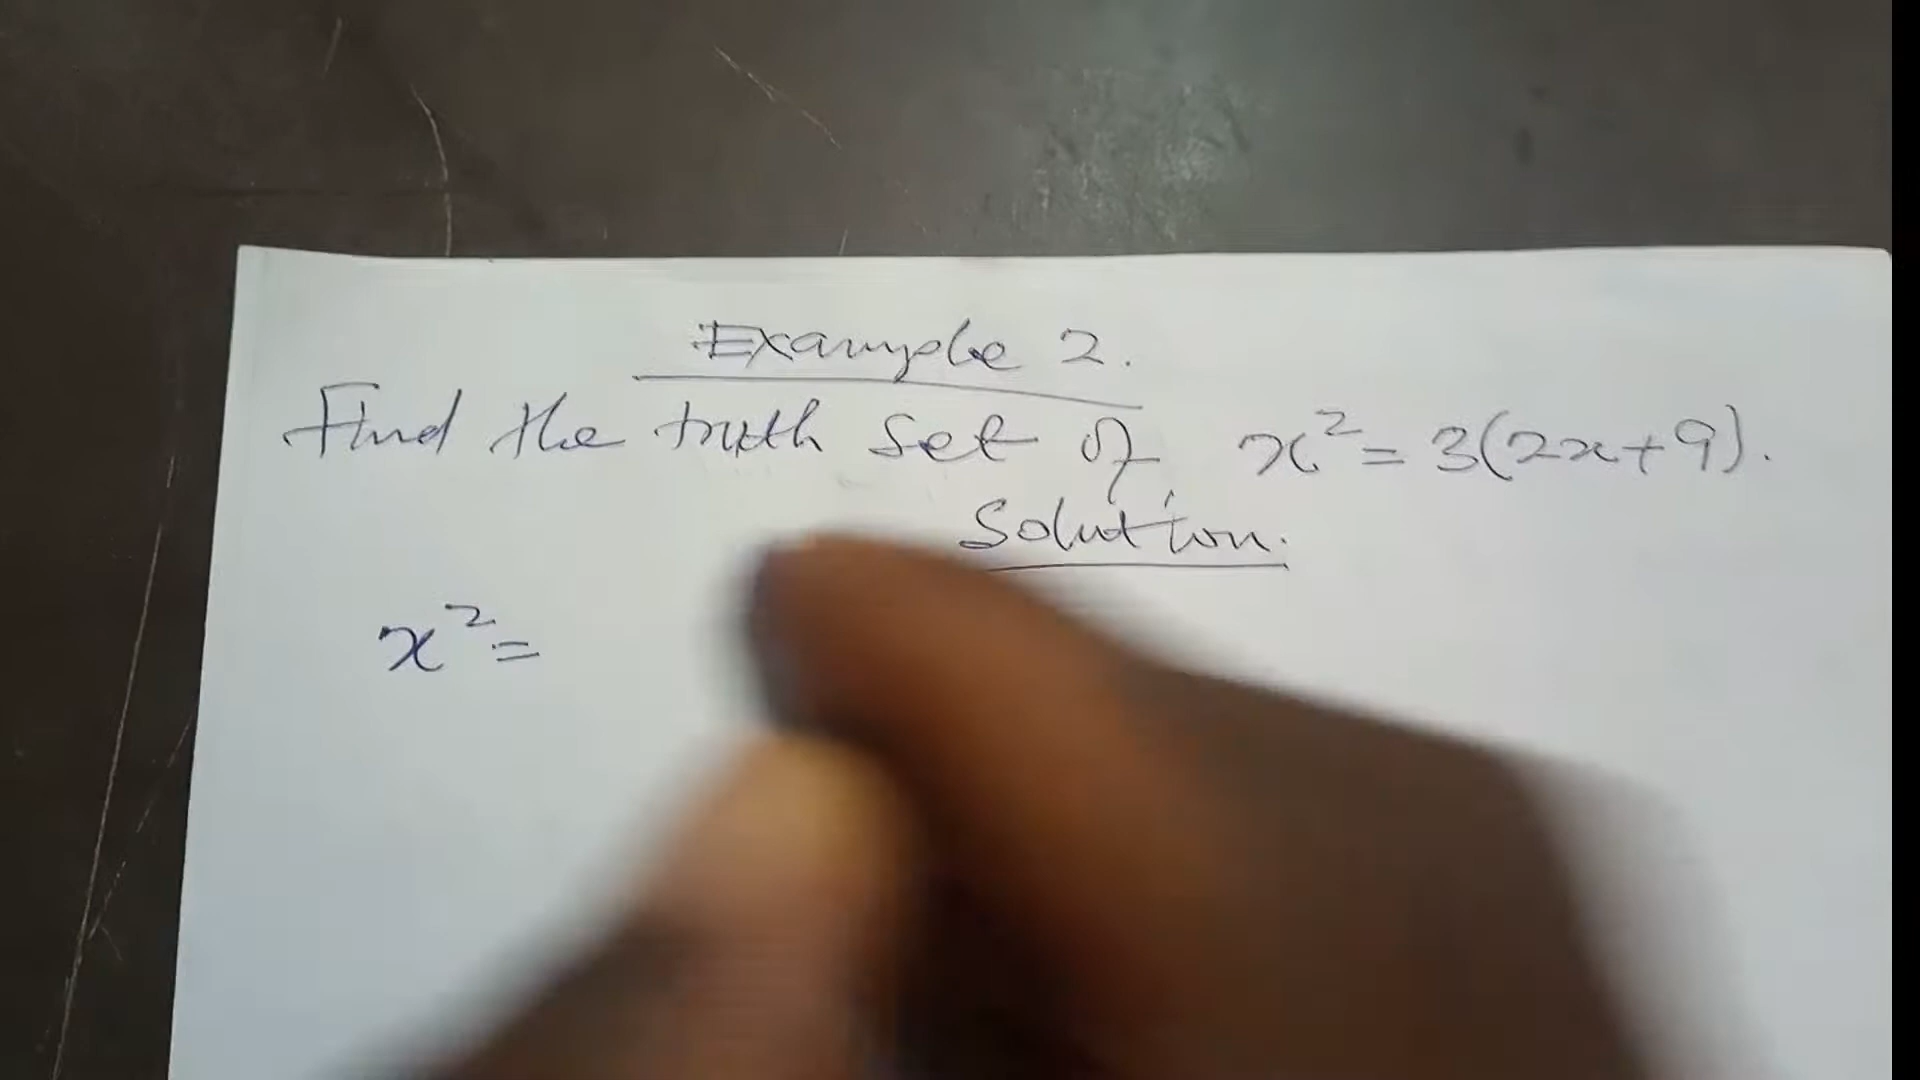 Example 2.
Find the truth set of x² = 3(2x+9).
Solution.
x² =